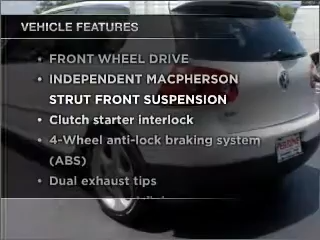 VEHICLE FEATURES
• FRONT WHEEL DRIVE
• INDEPENDENT MACPHERSON
STRUT FRONT SUSPENSION
• Clutch starter interlock
• 4-Wheel anti-lock braking system
(ABS)
• Dual exhaust tips